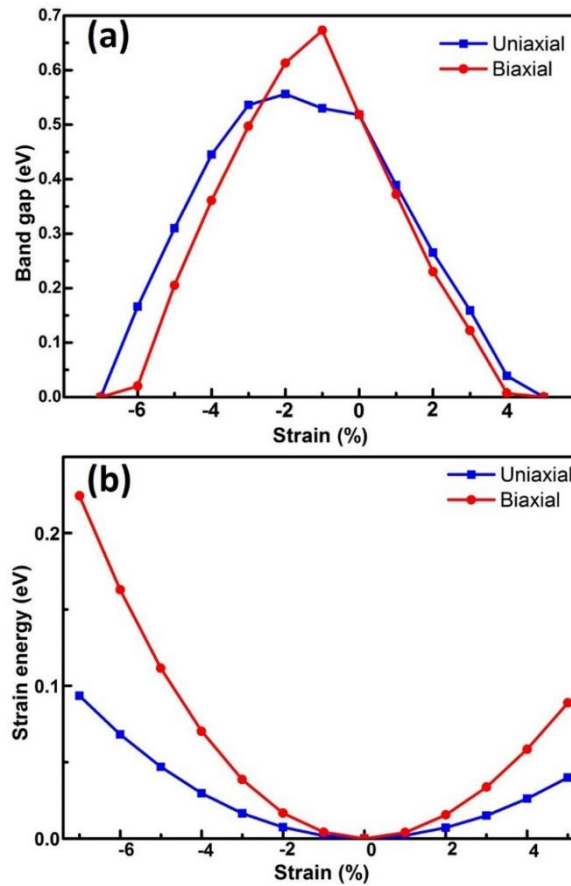 (a)
Uniaxial
Biaxial
Band gap (eV)
0.7
0.6
0.5
0.4
0.3
0.2
0.1
0.0
-6 -4 -2 0 2 4
Strain (%)
(b)
Uniaxial
Biaxial
Strain energy (eV)
0.2
0.1
0.0
-6 -4 -2 0 2 4
Strain (%)